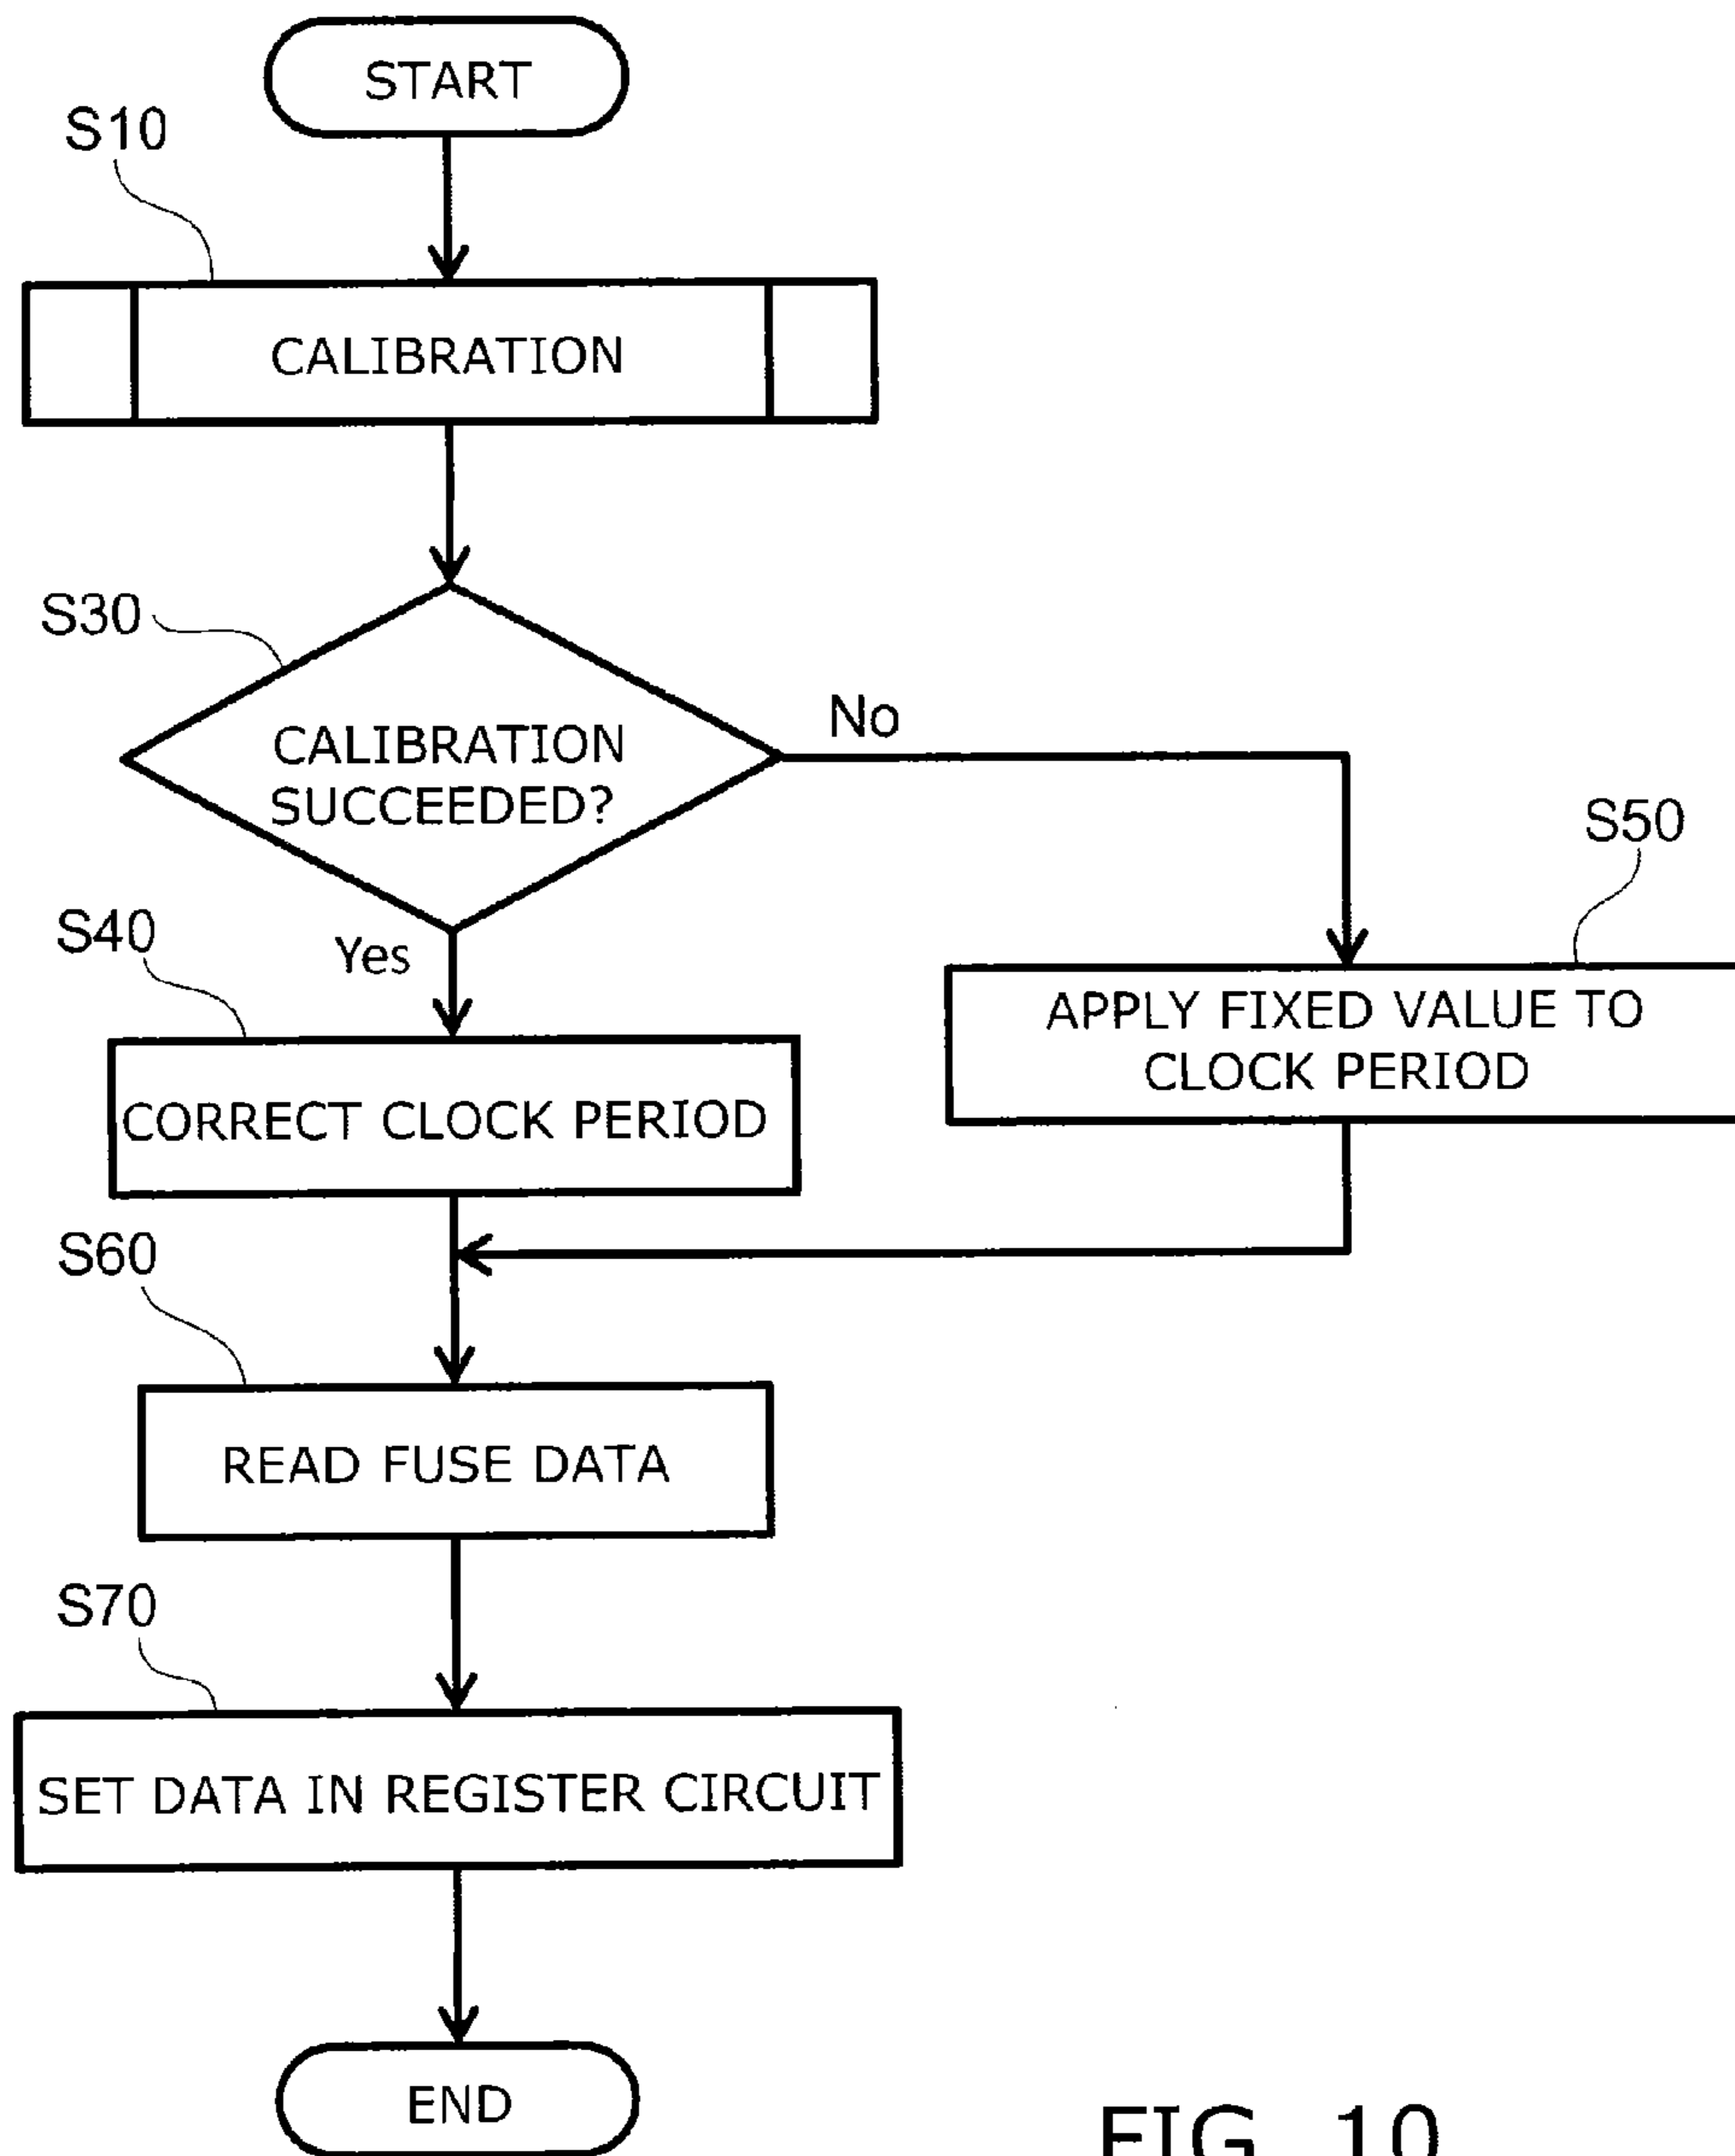 START
S10
CALIBRATION
S30
CALIBRATION
SUCCEEDED?
No
S50
S40
Yes
APPLY FIXED VALUE TO
CLOCK PERIOD
CORRECT CLOCK PERIOD
S60
READ FUSE DATA
S70
SET DATA IN REGISTER CIRCUIT
END
FIG. 10